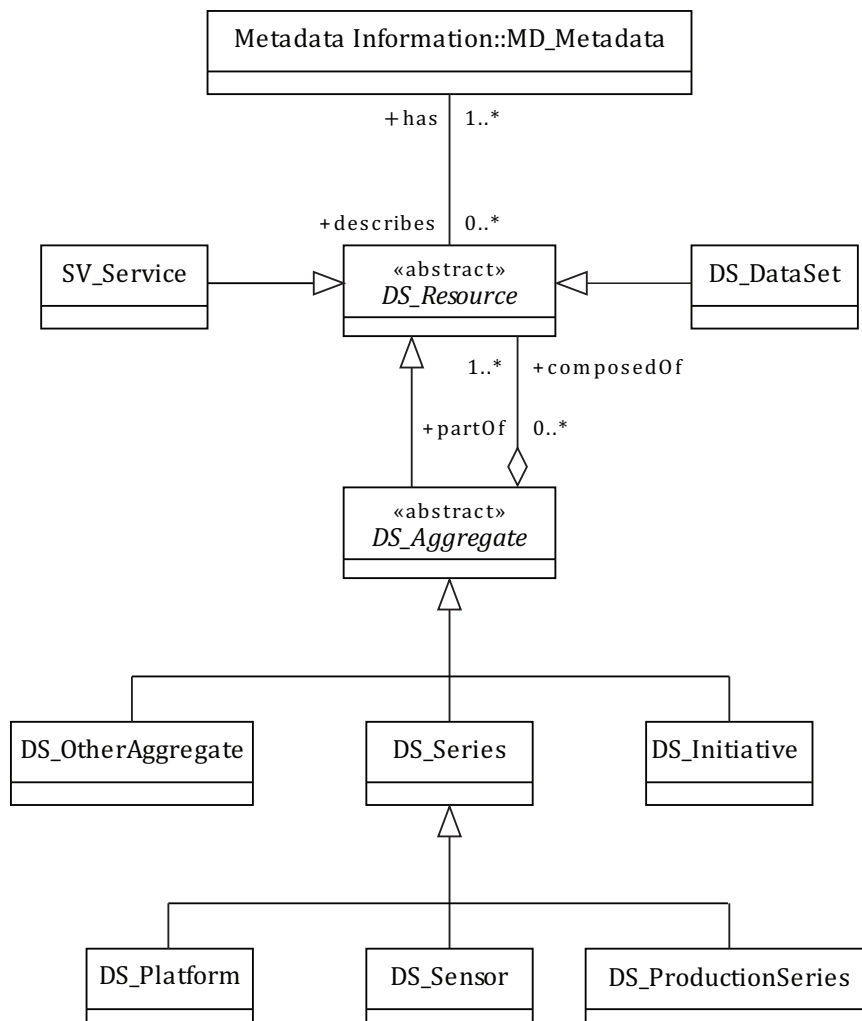 Metadata Information::MD_Metadata
+has 1..*
+describes 0..*
SV_Service
«abstract»
DS_Resource
DS_DataSet
1..* +composedOf
+partOf 0..*
«abstract»
DS_Aggregate
DS_OtherAggregate
DS_Series
DS_Initiative
DS_Platform
DS_Sensor
DS_ProductionSeries